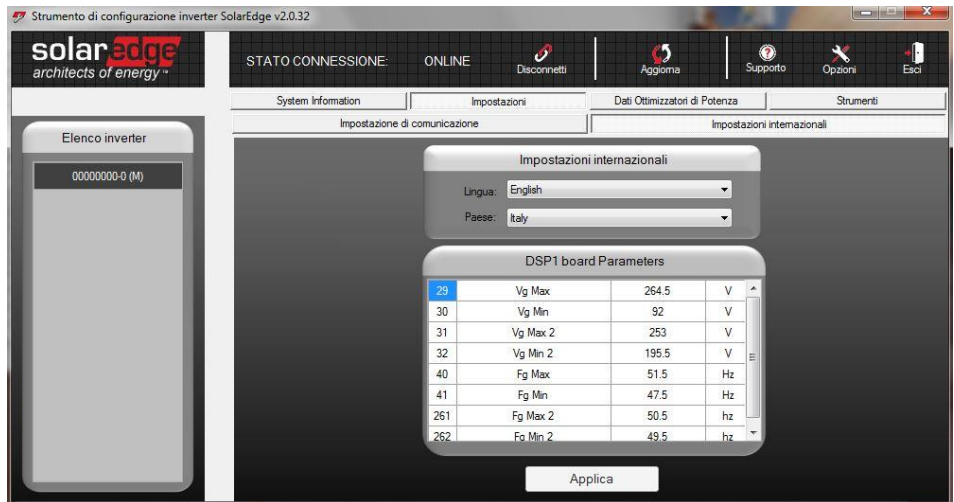 Strumento di configurazione inverter SolarEdge v2.0.32
solaredge
architects of energy™
STATO CONNESSIONE: ONLINE
Disconnetti
Aggiorna
Supporto
Opzioni
Esci
System Information
Impostazioni
Dati Ottimizzatori di Potenza
Strumenti
Impostazione di comunicazione
Impostazioni internazionali
Elenco inverter
00000000-0 (M)
Impostazioni internazionali
Lingua: English
Paese: Italy
DSP1 board Parameters
29 Vg Max 264.5 V
30 Vg Min 92 V
31 Vg Max 2 253 V
32 Vg Min 2 195.5 V
40 Fg Max 51.5 Hz
41 Fg Min 47.5 Hz
261 Fg Max 2 50.5 hz
262 Fg Min 2 49.5 hz
Applica